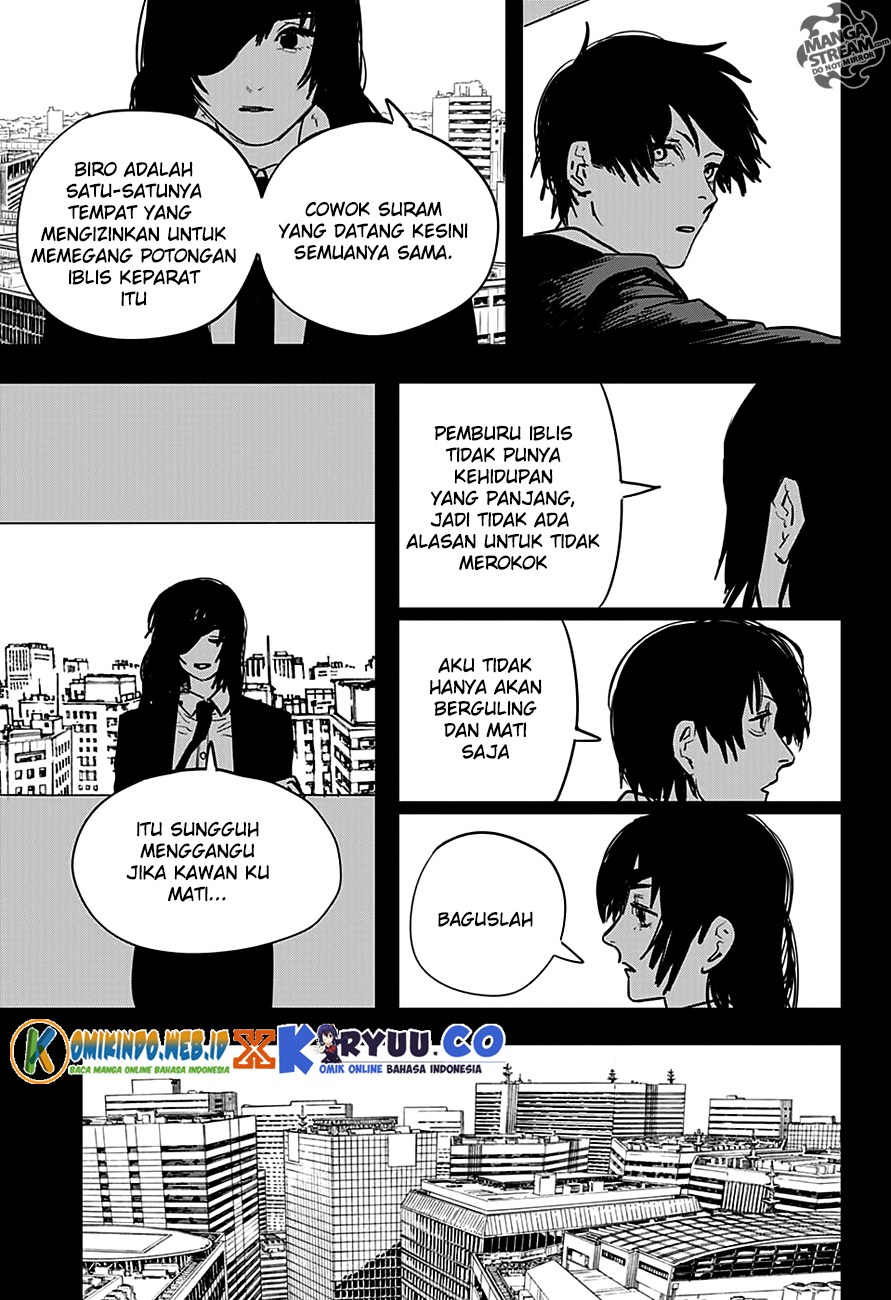 MANGA
STREAM.com
DO NOT MIRROR
COWOK SURAM
YANG DATANG KESINI
SEMUANYA SAMA.
BIRO ADALAH
SATU-SATUNYA
TEMPAT YANG
MENGIZINKAN UNTUK
MEMEGANG POTONGAN
IBLIS KEPARAT
ITU
PEMBURU IBLIS
TIDAK PUNYA
KEHIDUPAN
YANG PANJANG,
JADI TIDAK ADA
ALASAN UNTUK TIDAK
MEROKOK
AKU TIDAK
HANYA AKAN
BERGULING
DAN MATI
SAJA
BAGUSLAH
ITU SUNGGUH
MENGGANGU
JIKA KAWAN KU
MATI...
KOMIKINDO.WEB.ID X KIRYUU.CO
BACA MANGA ONLINE BAHASA INDONESIA
OMIK ONLINE BAHASA INDONESIA